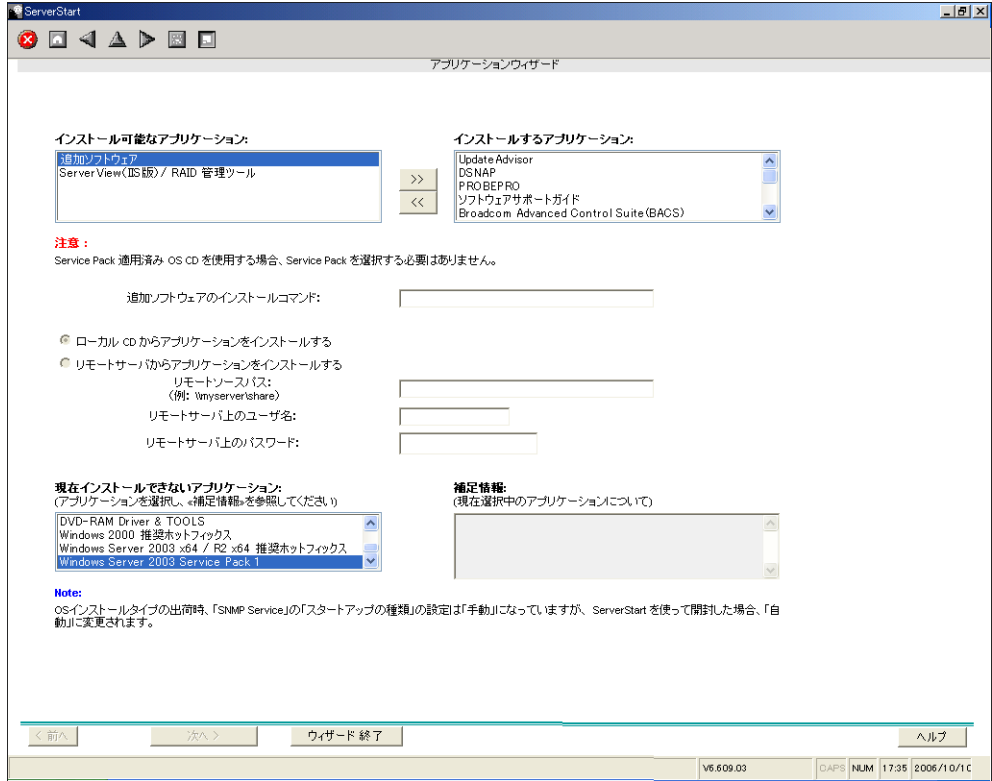 ServerStart
アプリケーションウィザード
インストール可能なアプリケーション:
追加ソフトウェア
ServerView(IIS版)/ RAID 管理ツール
>>
<<
インストールするアプリケーション:
Update Advisor
DSNAP
PROBEPRO
ソフトウェアサポートガイド
Broadcom Advanced Control Suite(BACS)
注意 :
Service Pack 適用済み OS CD を使用する場合、Service Pack を選択する必要はありません。
追加ソフトウェアのインストールコマンド:
ローカル CD からアプリケーションをインストールする
リモートサーバからアプリケーションをインストールする
リモートソースパス:
(例: \\myserver\share)
リモートサーバ上のユーザ名:
リモートサーバ上のパスワード:
現在インストールできないアプリケーション:
(アプリケーションを選択し、«補足情報»を参照してください)
DVD-RAM Driver & TOOLS
Windows 2000 推奨ホットフィックス
Windows Server 2003 x64 / R2 x64 推奨ホットフィックス
Windows Server 2003 Service Pack 1
補足情報:
(現在選択中のアプリケーションについて)
Note:
OSインストールタイプの出荷時、「SNMP Service」の「スタートアップの種類」の設定は「手動」になっていますが、ServerStart を使って開封した場合、「自
動」に変更されます。
< 前へ
次へ >
ウィザード 終了
ヘルプ
V6.609.03
CAPS
NUM
17:35
2006/10/10